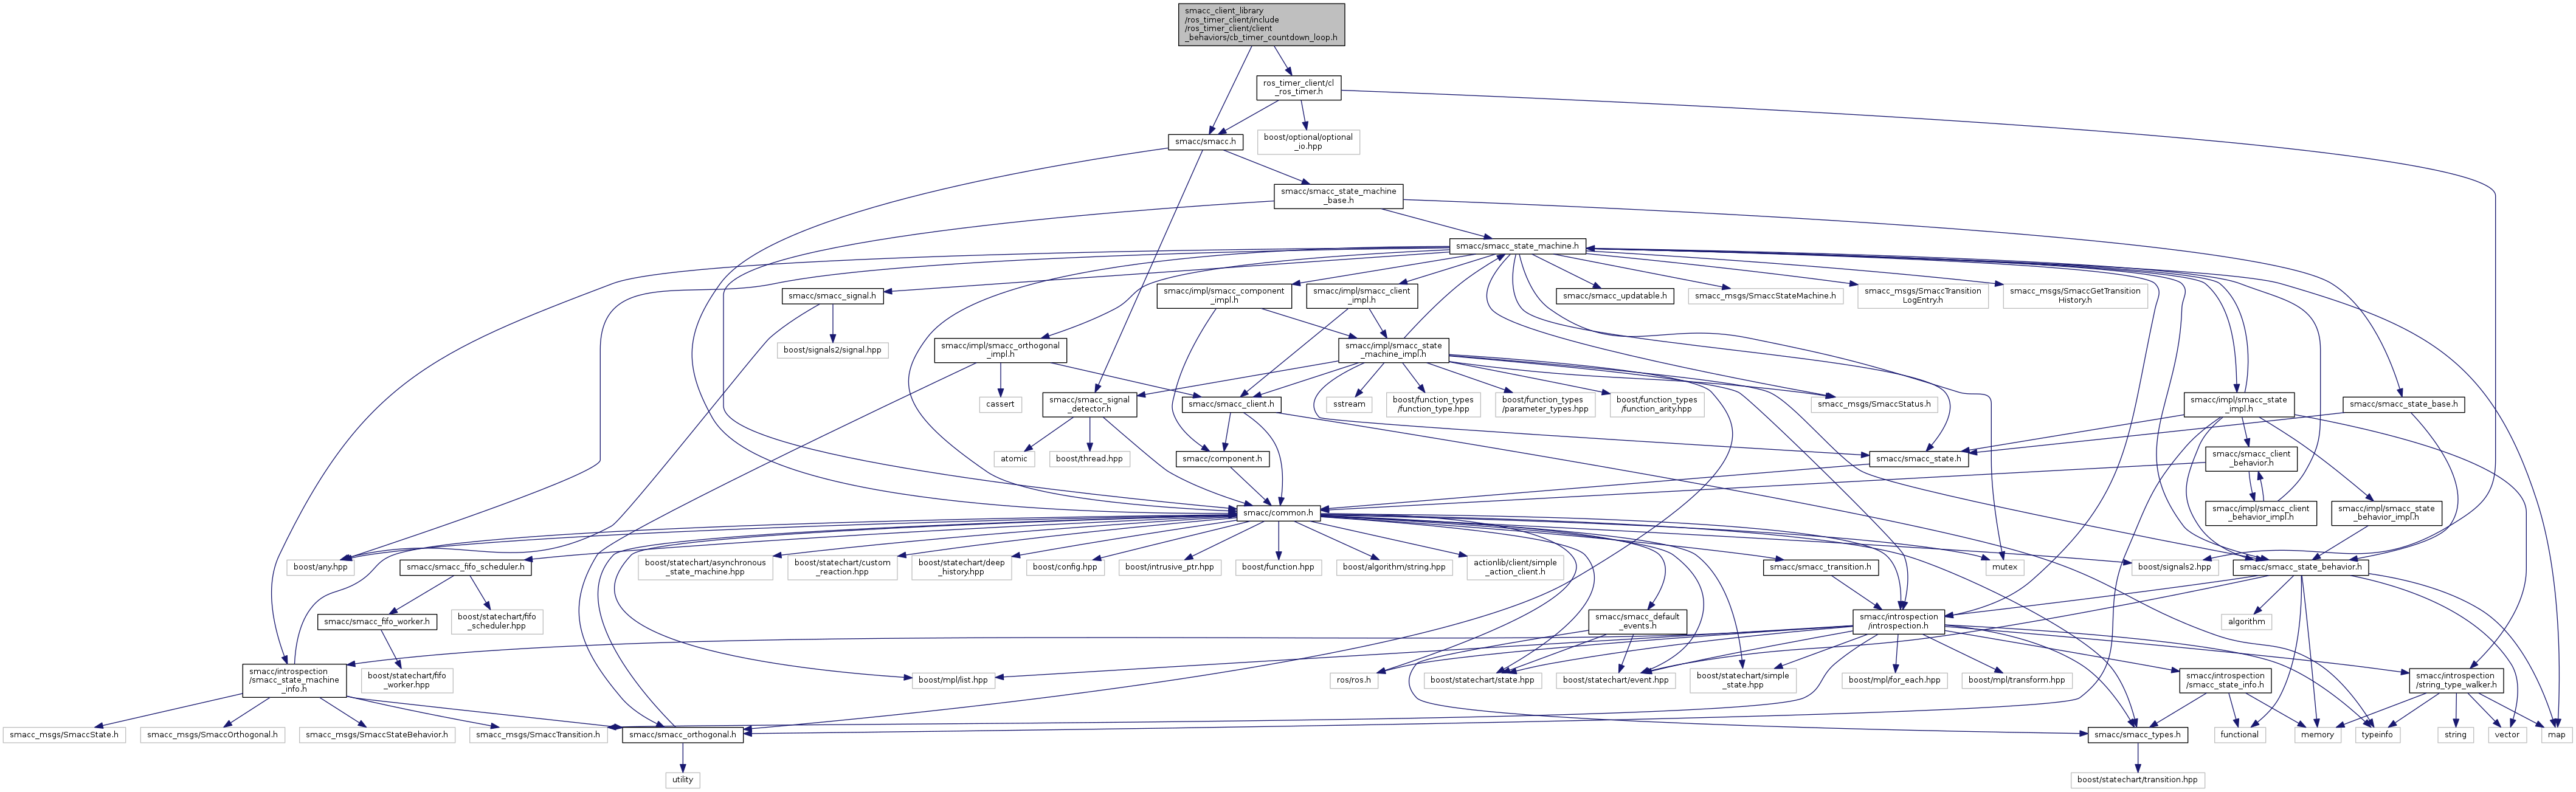 smacc_client_library
/ros_timer_client/include
/ros_timer_client/client
_behaviors/cb_timer_countdown_loop.h
ros_timer_client/cl
_ros_timer.h
smacc/smacc.h
boost/optional/optional
_io.hpp
smacc/smacc_state_machine
_base.h
smacc/smacc_state_machine.h
smacc/smacc_signal.h
smacc/impl/smacc_component
_impl.h
smacc/impl/smacc_client
_impl.h
smacc/smacc_updatable.h
smacc_msgs/SmaccStateMachine.h
smacc_msgs/SmaccTransition
LogEntry.h
smacc_msgs/SmaccGetTransition
History.h
boost/signals2/signal.hpp
smacc/impl/smacc_orthogonal
_impl.h
smacc/impl/smacc_state
_machine_impl.h
cassert
smacc/smacc_signal
_detector.h
smacc/smacc_client.h
sstream
boost/function_types
/function_type.hpp
boost/function_types
/parameter_types.hpp
boost/function_types
/function_arity.hpp
smacc_msgs/SmaccStatus.h
smacc/impl/smacc_state
_impl.h
smacc/smacc_state_base.h
atomic
boost/thread.hpp
smacc/component.h
smacc/smacc_state.h
smacc/smacc_client
_behavior.h
smacc/common.h
smacc/impl/smacc_client
_behavior_impl.h
smacc/impl/smacc_state
_behavior_impl.h
boost/any.hpp
smacc/smacc_fifo_scheduler.h
boost/statechart/asynchronous
_state_machine.hpp
boost/statechart/custom
_reaction.hpp
boost/statechart/deep
_history.hpp
boost/config.hpp
boost/intrusive_ptr.hpp
boost/function.hpp
boost/algorithm/string.hpp
actionlib/client/simple
_action_client.h
smacc/smacc_transition.h
mutex
boost/signals2.hpp
smacc/smacc_state_behavior.h
smacc/smacc_fifo_worker.h
boost/statechart/fifo
_scheduler.hpp
smacc/smacc_default
_events.h
smacc/introspection
/introspection.h
algorithm
smacc/introspection
/smacc_state_machine
_info.h
boost/statechart/fifo
_worker.hpp
boost/mpl/list.hpp
ros/ros.h
boost/statechart/state.hpp
boost/statechart/event.hpp
boost/statechart/simple
_state.hpp
boost/mpl/for_each.hpp
boost/mpl/transform.hpp
smacc/introspection
/smacc_state_info.h
smacc/introspection
/string_type_walker.h
smacc_msgs/SmaccState.h
smacc_msgs/SmaccOrthogonal.h
smacc_msgs/SmaccStateBehavior.h
smacc_msgs/SmaccTransition.h
smacc/smacc_orthogonal.h
smacc/smacc_types.h
functional
memory
typeinfo
string
vector
map
utility
boost/statechart/transition.hpp